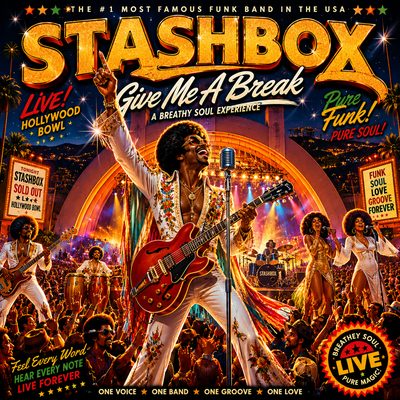 THE #1 MOST FAMOUS FUNK BAND IN THE USA
STASHBOX
Give Me A Break
A BREATHY SOUL EXPERIENCE
LIVE!
HOLLYWOOD
BOWL
Pure
Funk!
PURE SOUL!
TONIGHT
STASHBOX
SOLD OUT
HOLLYWOOD BOWL
FUNK
SOUL
LOVE
GROOVE
FOREVER
STASHBOX
Feel Every Word
HEAR EVERY NOTE
LIVE FOREVER
BREATHEY SOUL
LIVE
PURE MAGIC!
ONE VOICE ★ ONE BAND ★ ONE GROOVE ★ ONE LOVE